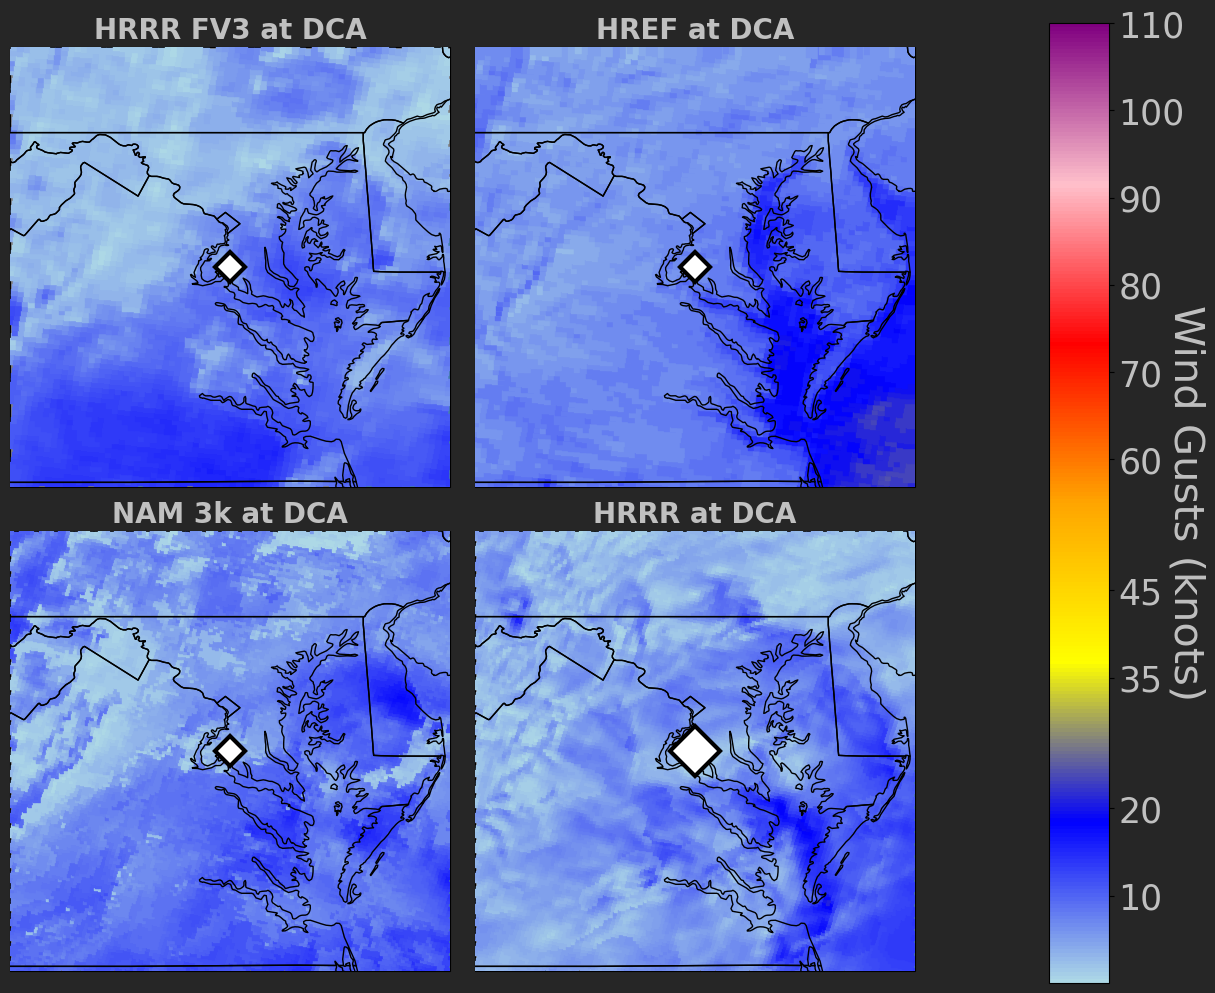 HRRR FV3 at DCA
HREF at DCA
NAM 3k at DCA
HRRR at DCA
110
100
90
80
70
60
45
35
20
10
Wind Gusts (knots)